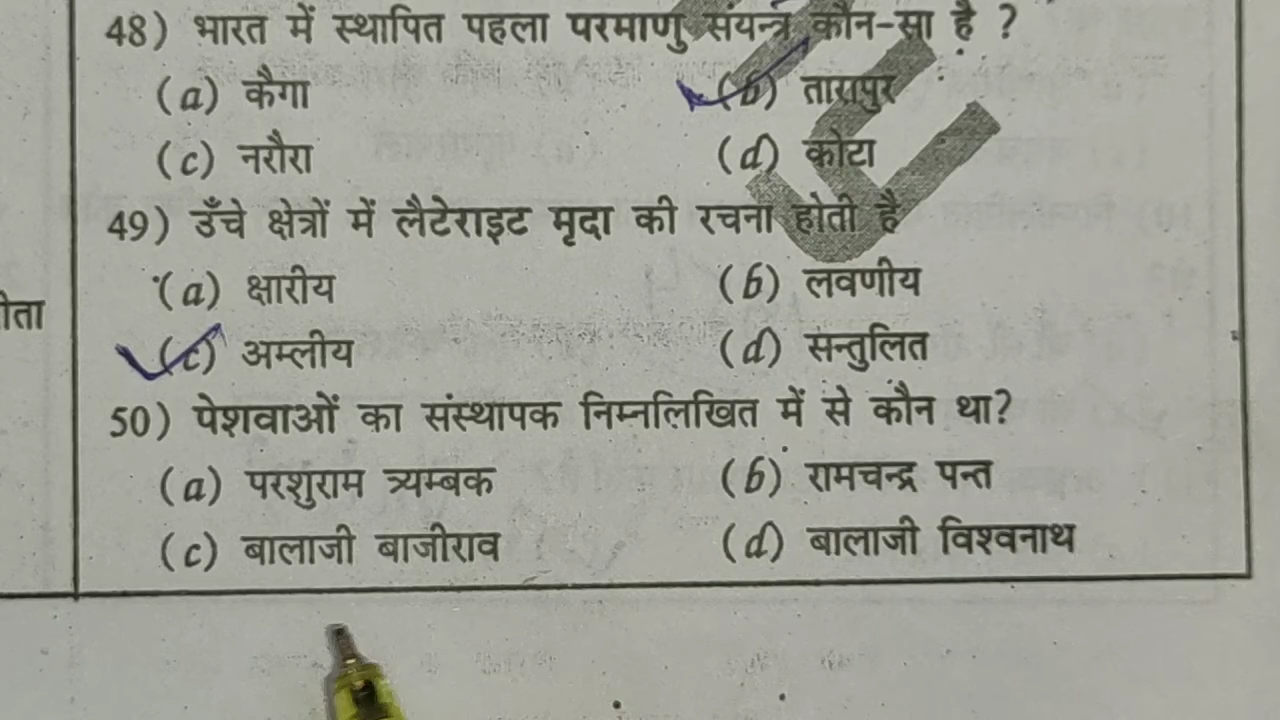 48) भारत में स्थापित पहला परमाणु संयन्त्र कौन-सा है ?
(a) कैगा (b) तारापुर
(c) नरौरा (d) कोटा
49) उँचे क्षेत्रों में लैटेराइट मृदा की रचना होती है
(a) क्षारीय (b) लवणीय
ीता
(c) अम्लीय (d) सन्तुलित
50) पेशवाओं का संस्थापक निम्नलिखित में से कौन था?
(a) परशुराम त्र्यम्बक (b) रामचन्द्र पन्त
(c) बालाजी बाजीराव (d) बालाजी विश्वनाथ